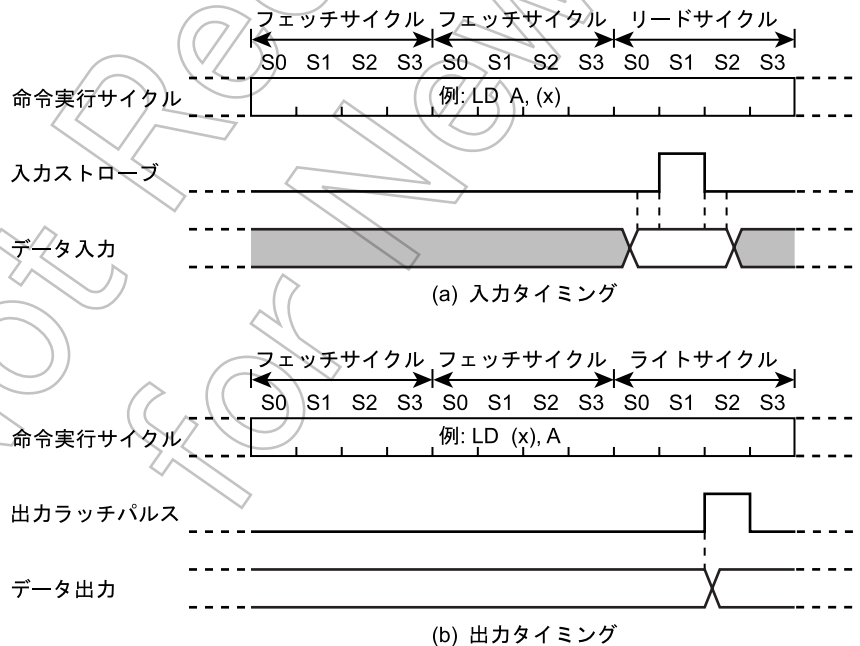 フェッチサイクル フェッチサイクル リードサイクル
S0 S1 S2 S3 S0 S1 S2 S3 S0 S1 S2 S3
命令実行サイクル 例: LD A, (x)
入力ストローブ
データ入力
(a) 入力タイミング
フェッチサイクル フェッチサイクル ライトサイクル
S0 S1 S2 S3 S0 S1 S2 S3 S0 S1 S2 S3
命令実行サイクル 例: LD (x), A
出力ラッチパルス
データ出力
(b) 出力タイミング
for New